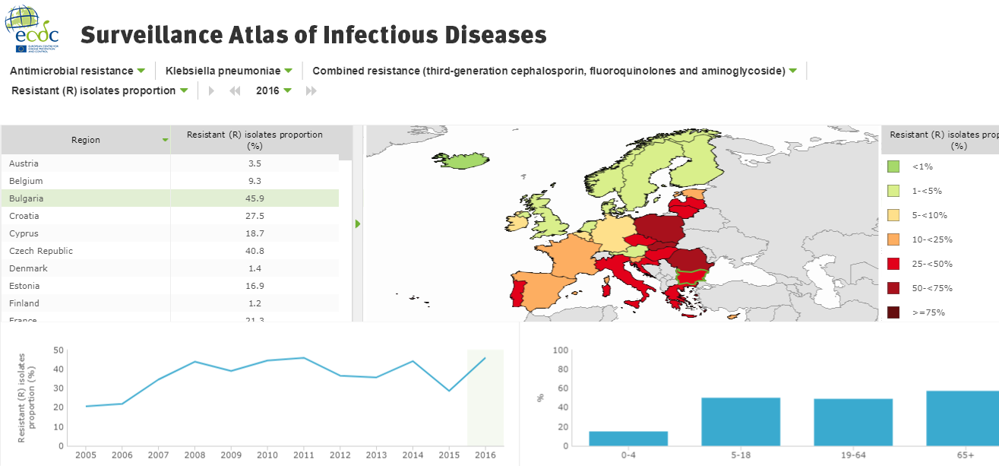 ecdc
EUROPEAN CENTRE FOR
DISEASE PREVENTION
AND CONTROL
Surveillance Atlas of Infectious Diseases
Antimicrobial resistance
Klebsiella pneumoniae
Combined resistance (third-generation cephalosporin, fluoroquinolones and aminoglycoside)
Resistant (R) isolates proportion
2016
Region
Resistant (R) isolates proportion
(%)
Austria 3.5
Belgium 9.3
Bulgaria 45.9
Croatia 27.5
Cyprus 18.7
Czech Republic 40.8
Denmark 1.4
Estonia 16.9
Finland 1.2
France 21.3
Resistant (R) isolates prop
(%)
<1%
1-<5%
5-<10%
10-<25%
25-<50%
50-<75%
>=75%
Resistant (R) isolates
proportion (%)
50
40
30
20
10
0
2005 2006 2007 2008 2009 2010 2011 2012 2013 2014 2015 2016
%
100
80
60
40
20
0
0-4 5-18 19-64 65+